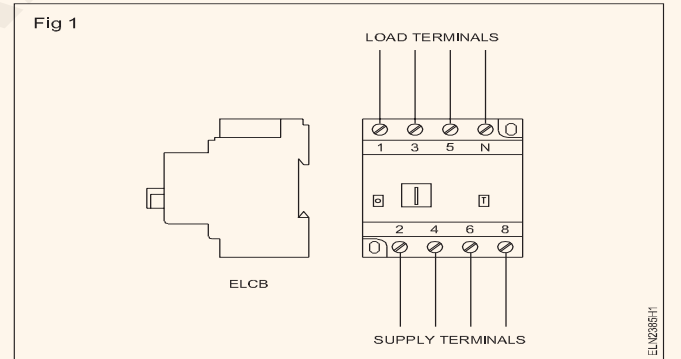 Fig 1
LOAD TERMINALS
1 3 5 N
O I T
2 4 6 8
ELCB
SUPPLY TERMINALS
ELN2385H1